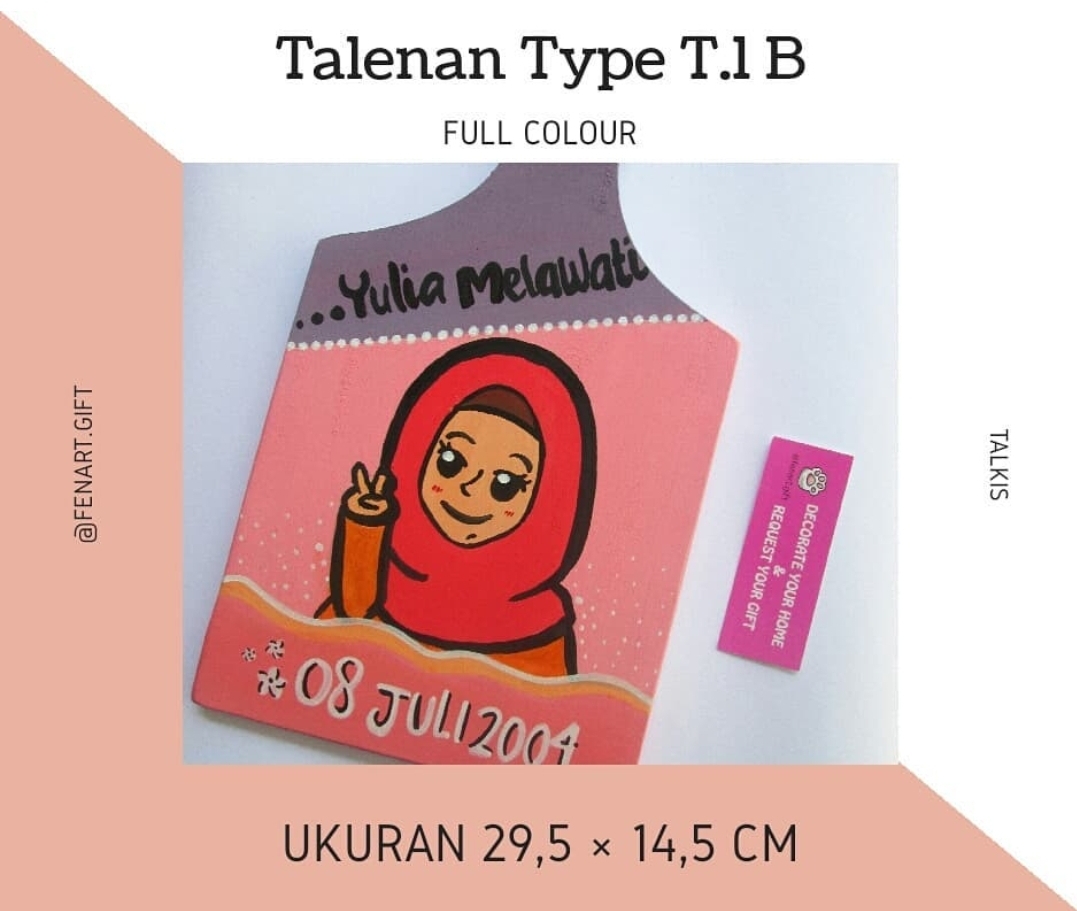 Talenan Type T.1 B
FULL COLOUR
@FENART.GIFT
...Yulia Melawati
08 JULI 2004
DECORATE YOUR HOME
&
REQUEST YOUR GIFT
TALKIS
UKURAN 29,5 × 14,5 CM